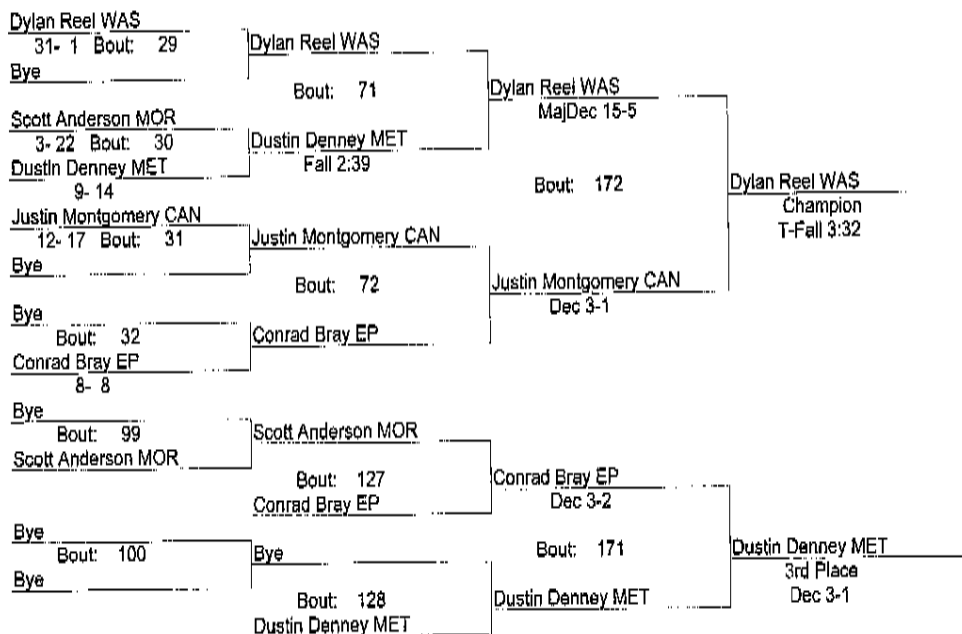 Dylan Reel WAS
31- 1 Bout: 29
Bye
Dylan Reel WAS
Bout: 71
Scott Anderson MOR
3- 22 Bout: 30
Dustin Denney MET
9- 14
Dustin Denney MET
Fall 2:39
Dylan Reel WAS
MajDec 15-5
Bout: 172
Justin Montgomery CAN
12- 17 Bout: 31
Bye
Justin Montgomery CAN
Bout: 72
Bye
Bout: 32
Conrad Bray EP
8- 8
Conrad Bray EP
Justin Montgomery CAN
Dec 3-1
Dylan Reel WAS
Champion
T-Fall 3:32
Bye
Bout: 99
Scott Anderson MOR
Scott Anderson MOR
Bout: 127
Conrad Bray EP
Conrad Bray EP
Dec 3-2
Bout: 171
Bye
Bout: 100
Bye
Bye
Bout: 128
Dustin Denney MET
Dustin Denney MET
Dustin Denney MET
3rd Place
Dec 3-1